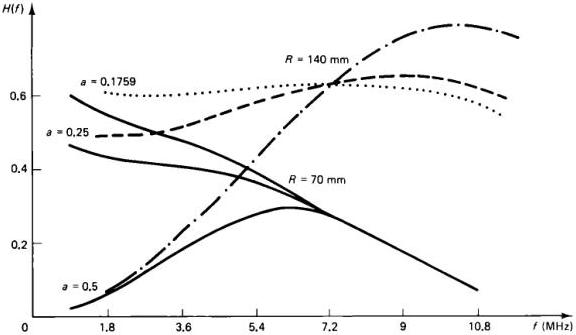 H(f)
R = 140 mm
a = 0.1759
0.6
a = 0,25
0.4
R = 70 mm
0,2
a = 0.5
0
1.8
3.6
5.4
7.2
9
10.8
f (MHz)